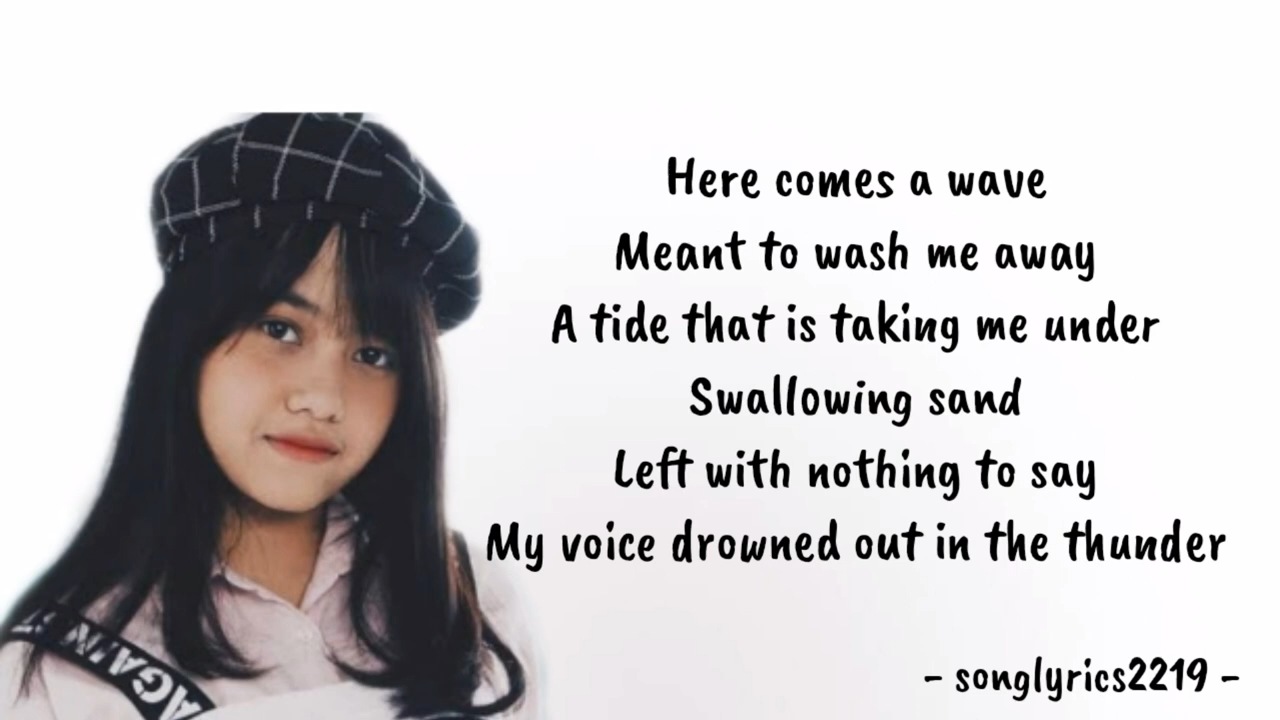 Here comes a wave
Meant to wash me away
A tide that is taking me under
Swallowing sand
Left with nothing to say
My voice drowned out in the thunder
- songlyrics2219 -
AGAIN